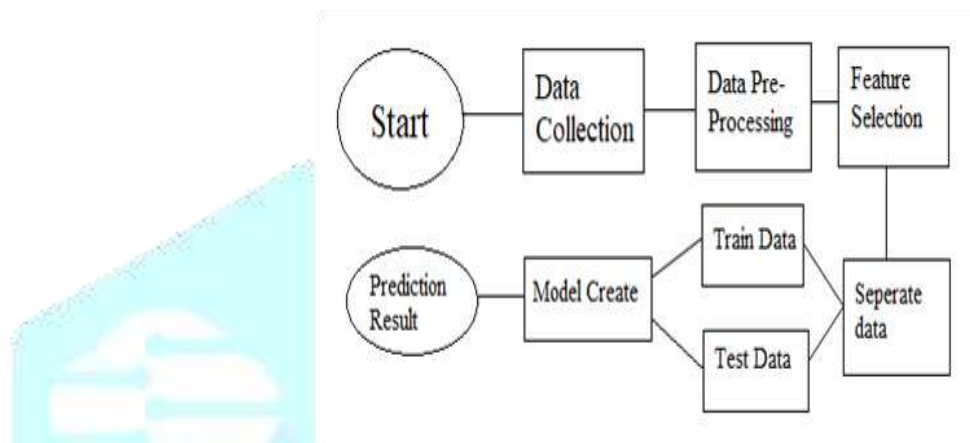 Start
Data
Collection
Data Pre-
Processing
Feature
Selection
Train Data
Prediction
Result
Model Create
Seperate
data
Test Data